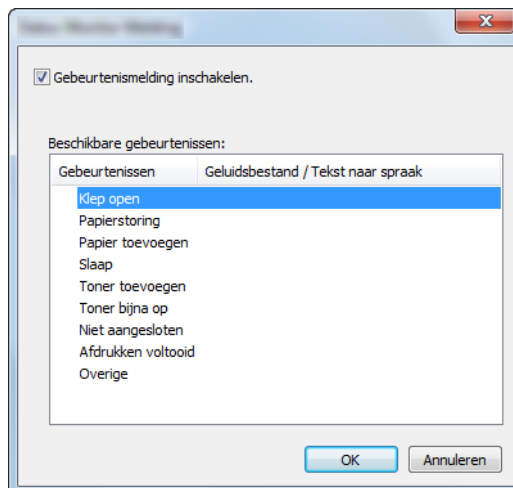 Gebeurtenismelding inschakelen.
Beschikbare gebeurtenissen:
Gebeurtenissen Geluidsbestand / Tekst naar spraak
Klep open
Papierstoring
Papier toevoegen
Slaap
Toner toevoegen
Toner bijna op
Niet aangesloten
Afdrukken voltooid
Overige
OK Annuleren